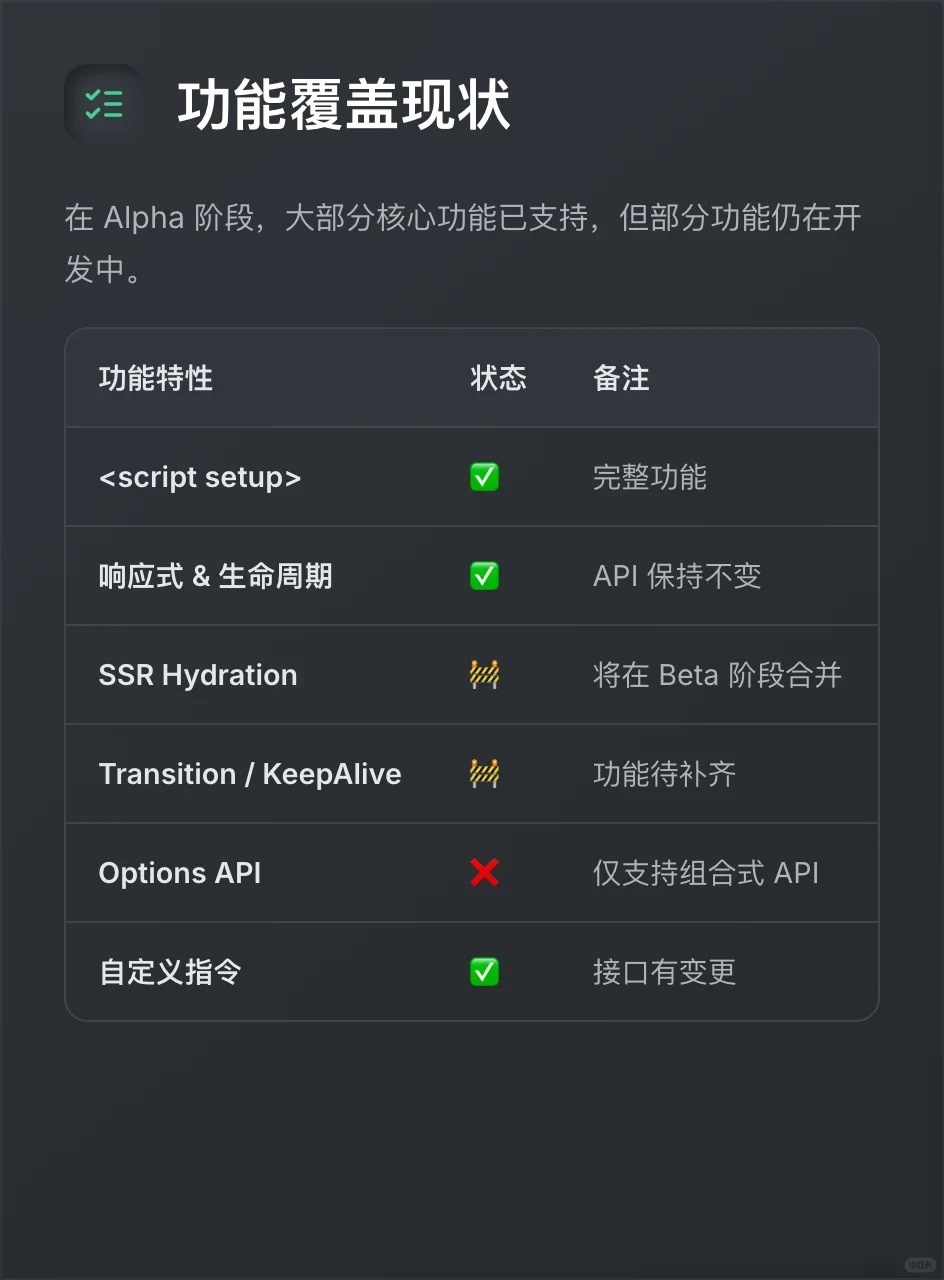 功能覆盖现状
在 Alpha 阶段，大部分核心功能已支持，但部分功能仍在开
发中。
功能特性 状态 备注
<script setup> ✅ 完整功能
响应式 & 生命周期 ✅ API 保持不变
SSR Hydration 🚧 将在 Beta 阶段合并
Transition / KeepAlive 🚧 功能待补齐
Options API ❌ 仅支持组合式 API
自定义指令 ✅ 接口有变更
小红书